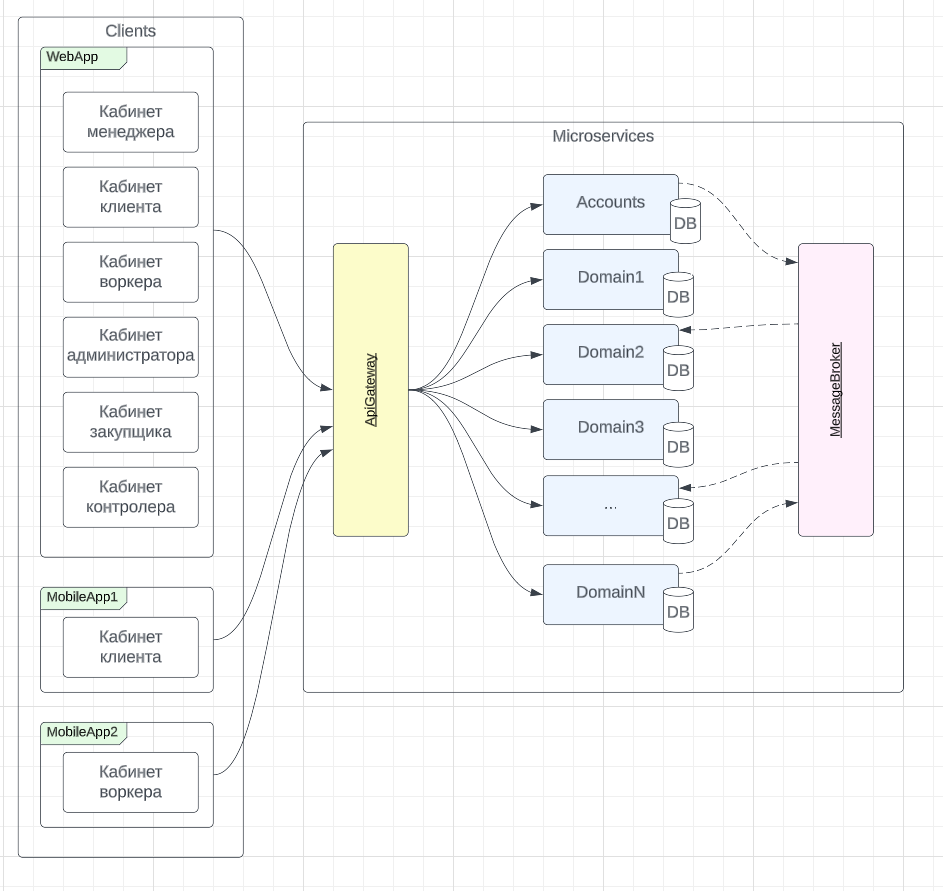 Clients
WebApp
Кабинет
менеджера
Кабинет
клиента
Кабинет
воркера
Кабинет
администратора
Кабинет
закупщика
Кабинет
контролера
MobileApp1
Кабинет
клиента
MobileApp2
Кабинет
воркера
Microservices
ApiGateway
Accounts
DB
Domain1
DB
Domain2
DB
Domain3
DB
...
DB
DomainN
DB
MessageBroker